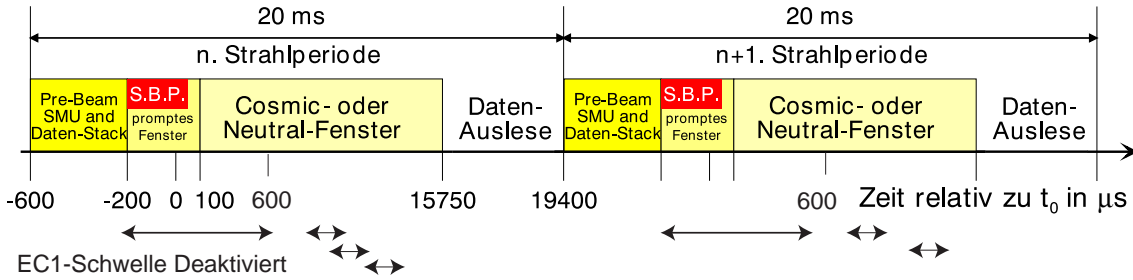 20 ms
20 ms
n. Strahlperiode
n+1. Strahlperiode
Pre-Beam
SMU and
Daten-Stack
S.B.P.
promptes
Fenster
Cosmic- oder
Neutral-Fenster
Daten-
Auslese
Pre-Beam
SMU and
Daten-Stack
S.B.P.
promptes
Fenster
Cosmic- oder
Neutral-Fenster
Daten-
Auslese
-600
-200
0
100
600
15750
19400
600
Zeit relativ zu t₀ in µs
EC1-Schwelle Deaktiviert